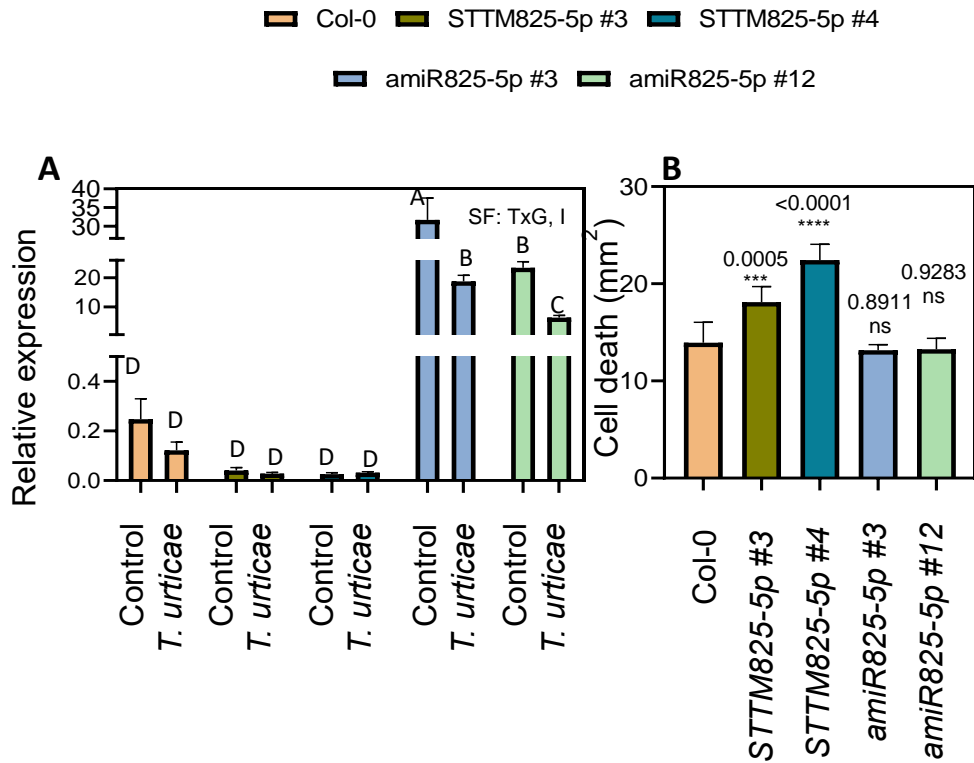 Col-0 STTM825-5p #3 STTM825-5p #4
amiR825-5p #3 amiR825-5p #12
A
Relative expression
40
35
30
20
10
0.4
0.2
0.0
SF: TxG, I
D
D
D
D
D
D
A
B
B
C
Control
T. urticae
Control
T. urticae
Control
T. urticae
Control
T. urticae
Control
T. urticae
B
Cell death (mm2)
30
20
10
0
0.0005
***
<0.0001
****
0.8911
ns
0.9283
ns
Col-0
STTM825-5p #3
STTM825-5p #4
amiR825-5p #3
amiR825-5p #12